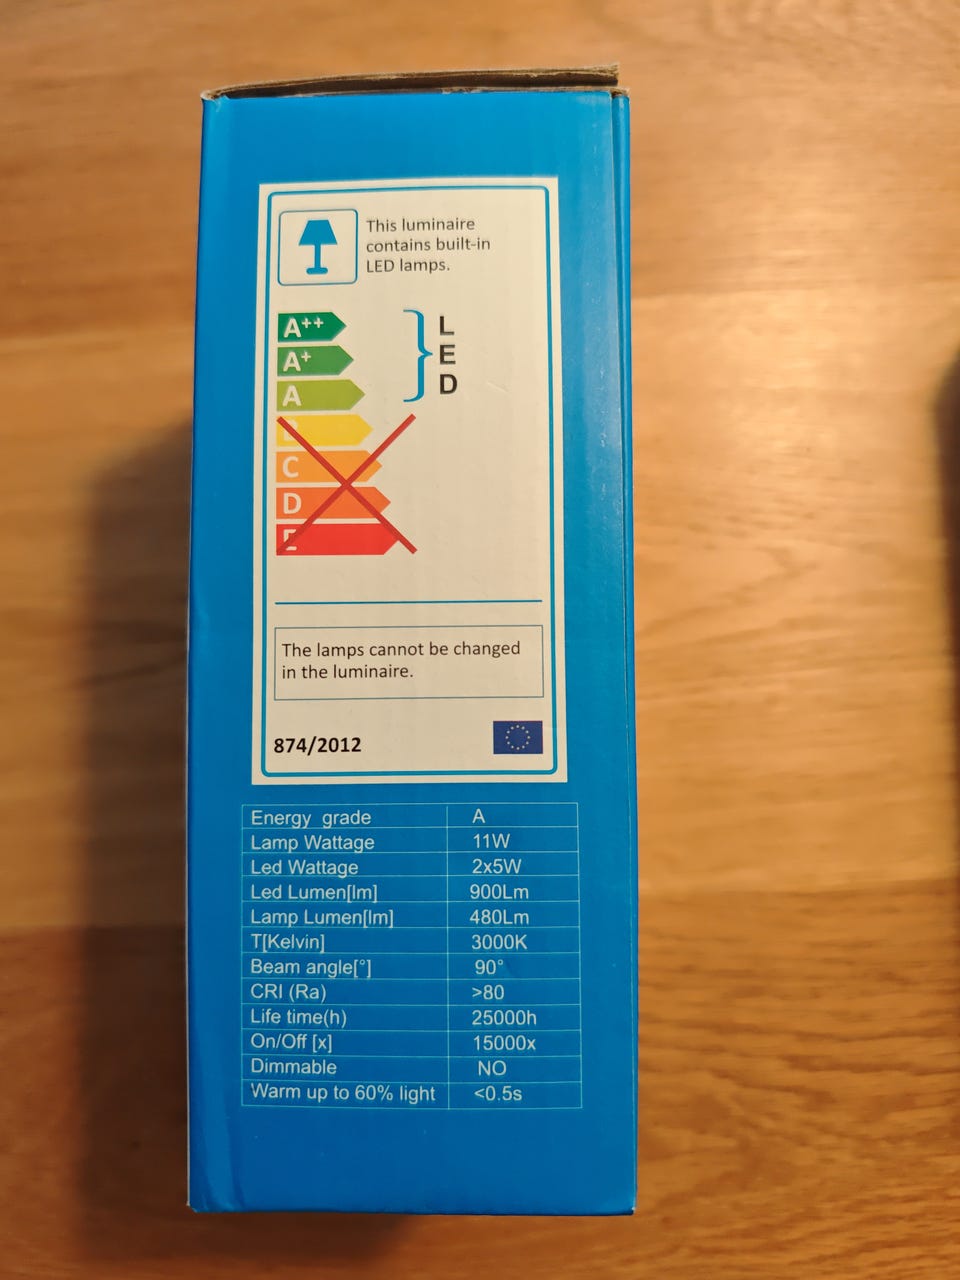 This luminaire
contains built-in
LED lamps.
A++
A+
A
C
D
L
E
D
The lamps cannot be changed
in the luminaire.
874/2012
Energy grade A
Lamp Wattage 11W
Led Wattage 2x5W
Led Lumen[lm] 900Lm
Lamp Lumen[lm] 480Lm
T[Kelvin] 3000K
Beam angle[°] 90°
CRI (Ra) >80
Life time(h) 25000h
On/Off [x] 15000x
Dimmable NO
Warm up to 60% light <0.5s